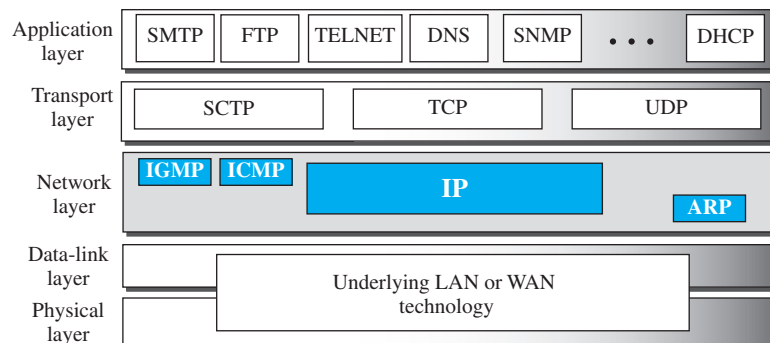 Application
layer
SMTP FTP TELNET DNS SNMP • • • DHCP
Transport
layer
SCTP TCP UDP
Network
layer
IGMP ICMP IP ARP
Data-link
layer
Underlying LAN or WAN
technology
Physical
layer